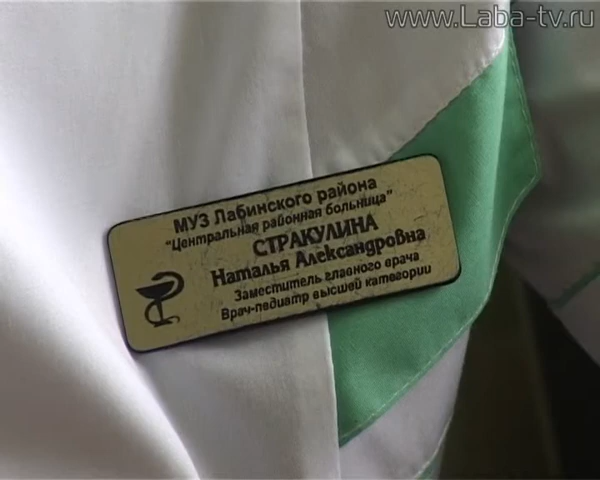 www.Laba-tv.ru
МУЗ Лабинского района
"Центральная районная больница"
СТРАКУЛИНА
Наталья Александровна
Заместитель главного врача
Врач-педиатр высшей категории